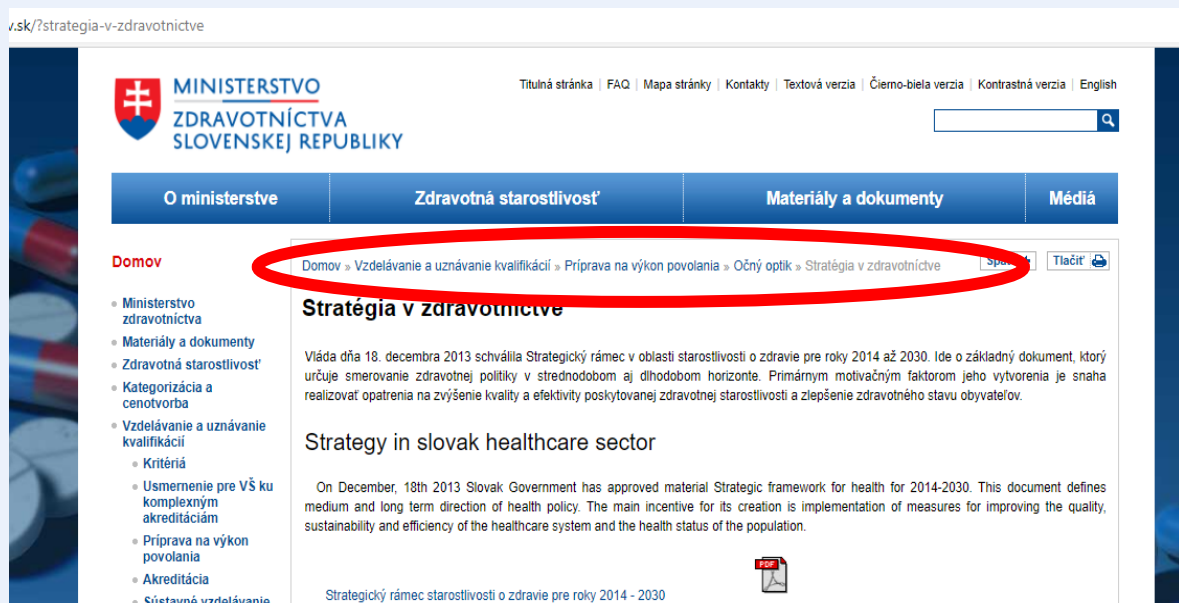 v.sk/?strategia-v-zdravotnictve
MINISTERSTVO
ZDRAVOTNÍCTVA
SLOVENSKEJ REPUBLIKY
Titulná stránka | FAQ | Mapa stránky | Kontakty | Textová verzia | Čierno-biela verzia | Kontrastná verzia | English
O ministerstve
Zdravotná starostlivosť
Materiály a dokumenty
Médiá
Domov
Ministerstvo
zdravotníctva
Materiály a dokumenty
Zdravotná starostlivosť
Kategorizácia a
cenotvorba
Vzdelávanie a uznávanie
kvalifikácií
Kritériá
Usmernenie pre VŠ ku
komplexným
akreditáciám
Príprava na výkon
povolania
Akreditácia
Sústavné vzdelávanie
Domov » Vzdelávanie a uznávanie kvalifikácií » Príprava na výkon povolania » Očný optik » Stratégia v zdravotníctve
Tlačiť
Stratégia v zdravotníctve
Vláda dňa 18. decembra 2013 schválila Strategický rámec v oblasti starostlivosti o zdravie pre roky 2014 až 2030. Ide o základný dokument, ktorý
určuje smerovanie zdravotnej politiky v strednodobom aj dlhodobom horizonte. Primárnym motivačným faktorom jeho vytvorenia je snaha
realizovať opatrenia na zvýšenie kvality a efektivity poskytovanej zdravotnej starostlivosti a zlepšenie zdravotného stavu obyvateľov.
Strategy in slovak healthcare sector
On December, 18th 2013 Slovak Government has approved material Strategic framework for health for 2014-2030. This document defines
medium and long term direction of health policy. The main incentive for its creation is implementation of measures for improving the quality,
sustainability and efficiency of the healthcare system and the health status of the population.
PDF
Strategický rámec starostlivosti o zdravie pre roky 2014 - 2030